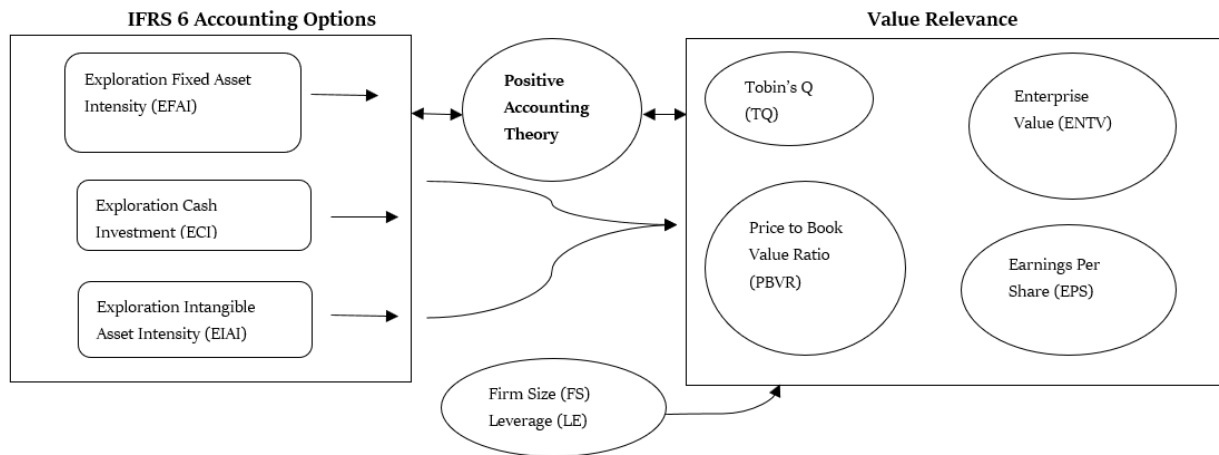 IFRS 6 Accounting Options
Exploration Fixed Asset
Intensity (EFAI)
Exploration Cash
Investment (ECI)
Exploration Intangible
Asset Intensity (EIAI)
Positive
Accounting
Theory
Firm Size (FS)
Leverage (LE)
Value Relevance
Tobin's Q
(TQ)
Enterprise
Value (ENTV)
Price to Book
Value Ratio
(PBVR)
Earnings Per
Share (EPS)